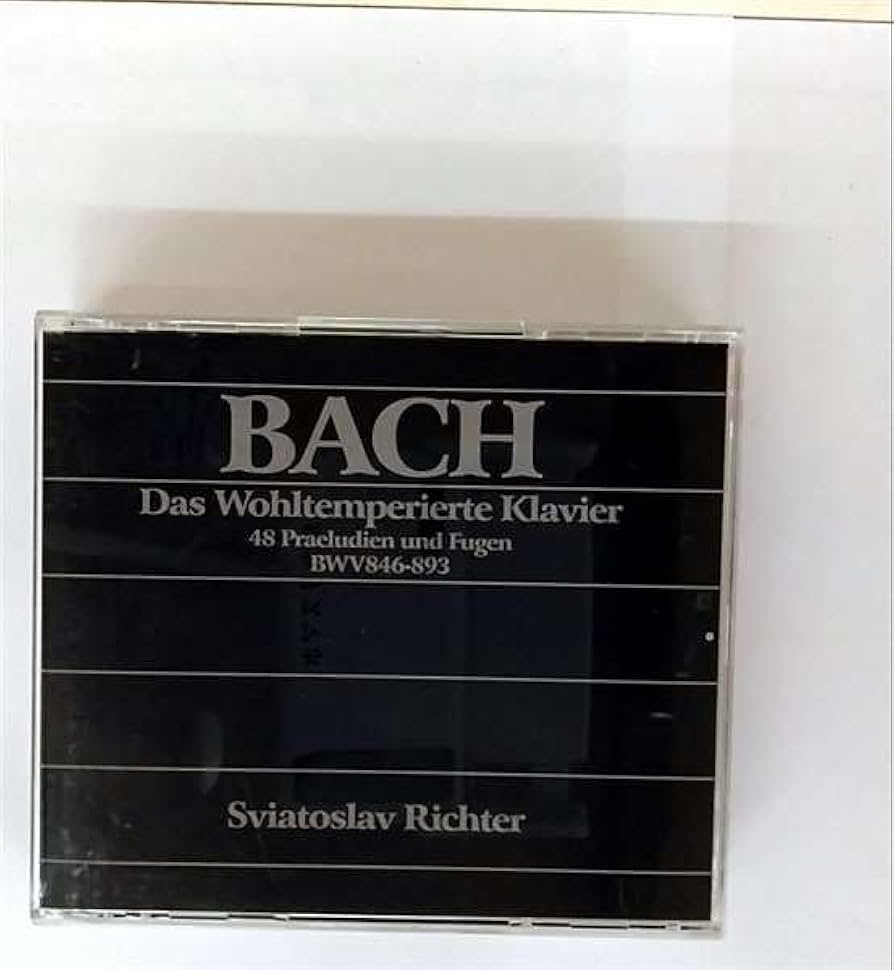 BACH
Das Wohltemperierte Klavier
48 Praeludien und Fugen
BWV846-893
Sviatoslav Richter